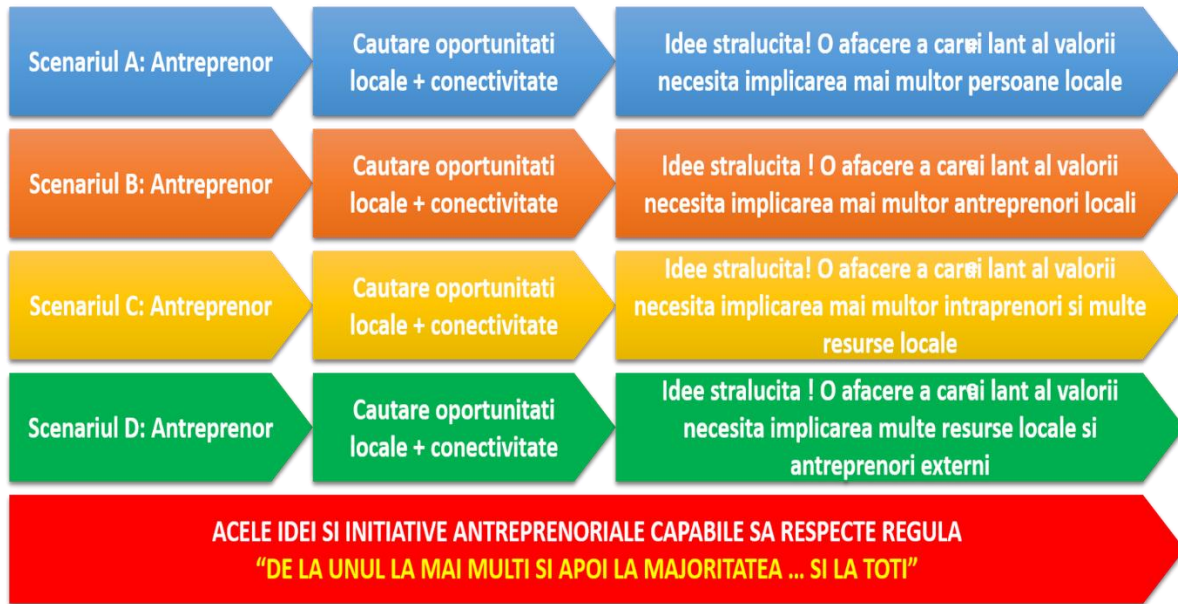 Scenariul A: Antreprenor
Cautare oportunitati
locale + conectivitate
Idee stralucita! O afacere a carei lant al valorii
necesita implicarea mai multor persoane locale
Scenariul B: Antreprenor
Cautare oportunitati
locale + conectivitate
Idee stralucita ! O afacere a carui lant al valorii
necesita implicarea mai multor antreprenori locali
Scenariul C: Antreprenor
Cautare oportunitati
locale + conectivitate
Idee stralucita! O afacere a carei lant al valorii
necesita implicarea mai multor intraprenori si multe
resurse locale
Scenariul D: Antreprenor
Cautare oportunitati
locale + conectivitate
Idee stralucita ! O afacere a carui lant al valorii
necesita implicarea multe resurse locale si
antreprenori externi
ACELE IDEI SI INITIATIVE ANTREPRENORIALE CAPABILE SA RESPECTE REGULA
“DE LA UNUL LA MAI MULTI SI APOI LA MAJORITATEA ... SI LA TOTI”